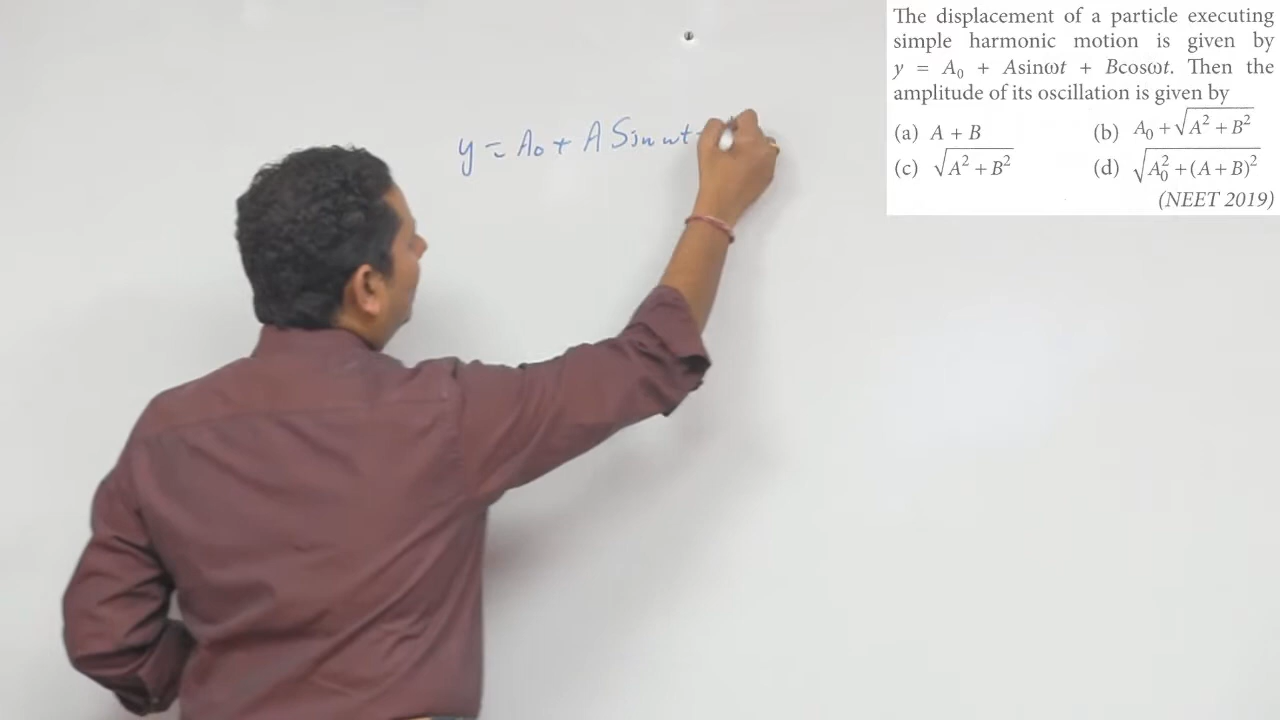 The displacement of a particle executing
simple harmonic motion is given by
y = A₀ + Asinωt + Bcosωt. Then the
amplitude of its oscillation is given by
(a) A + B (b) A₀ + √(A² + B²)
(c) √(A² + B²) (d) √(A₀² + (A + B)²)
(NEET 2019)
y = A₀ + A Sin ωt